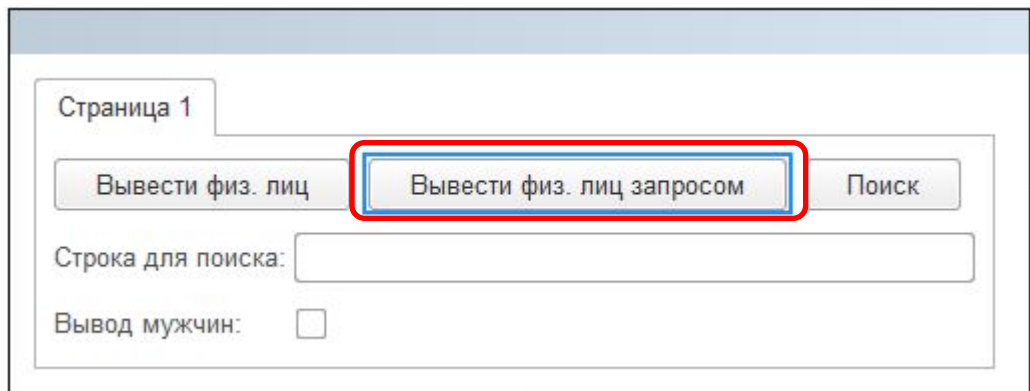 Страница 1
Вывести физ. лиц Вывести физ. лиц запросом Поиск
Строка для поиска:
Вывод мужчин: